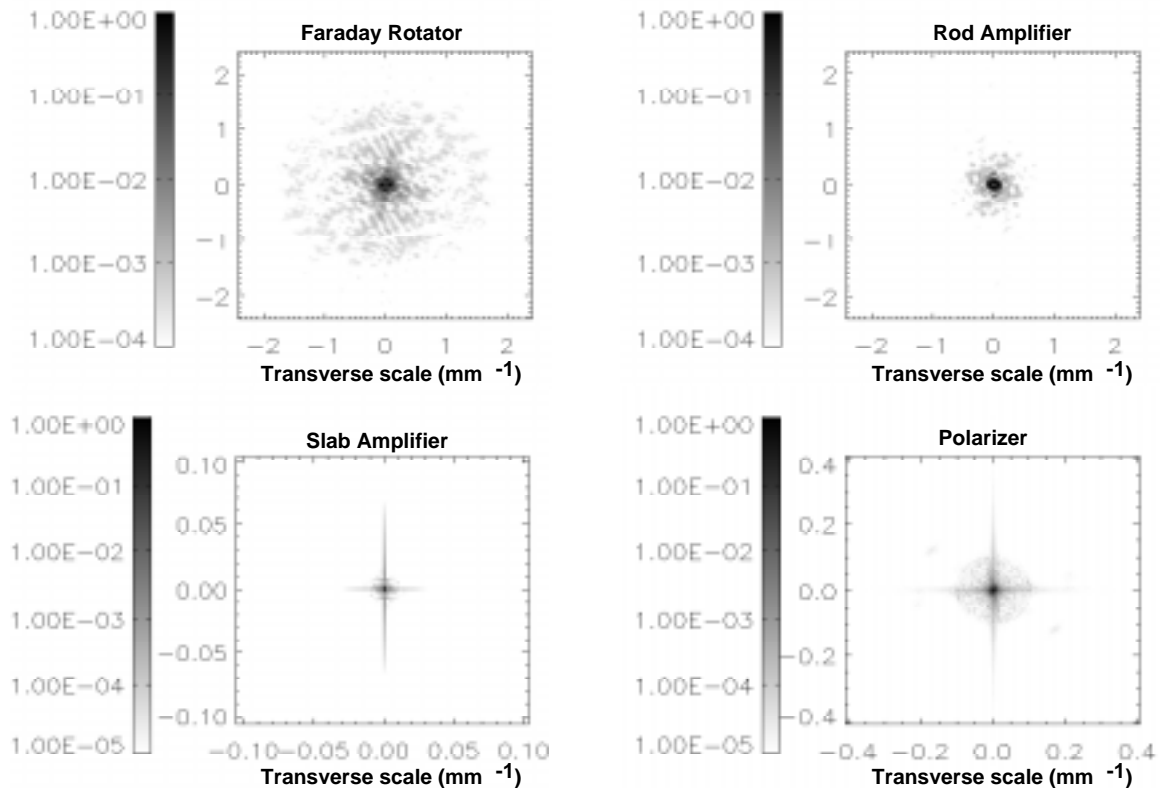 Faraday Rotator
1.00E+00
1.00E-01
1.00E-02
1.00E-03
1.00E-04
2
1
0
-1
-2
-2 -1 0 1 2
Transverse scale (mm -1)
Rod Amplifier
1.00E+00
1.00E-01
1.00E-02
1.00E-03
1.00E-04
2
1
0
-1
-2
-2 -1 0 1 2
Transverse scale (mm -1)
Slab Amplifier
1.00E+00
1.00E-01
1.00E-02
1.00E-03
1.00E-04
1.00E-05
0.10
0.05
0.00
-0.05
-0.10
-0.10 -0.05 0.00 0.05 0.10
Transverse scale (mm -1)
Polarizer
1.00E+00
1.00E-01
1.00E-02
1.00E-03
1.00E-04
1.00E-05
0.4
0.2
0.0
-0.2
-0.4
-0.4 -0.2 0.0 0.2 0.4
Transverse scale (mm -1)